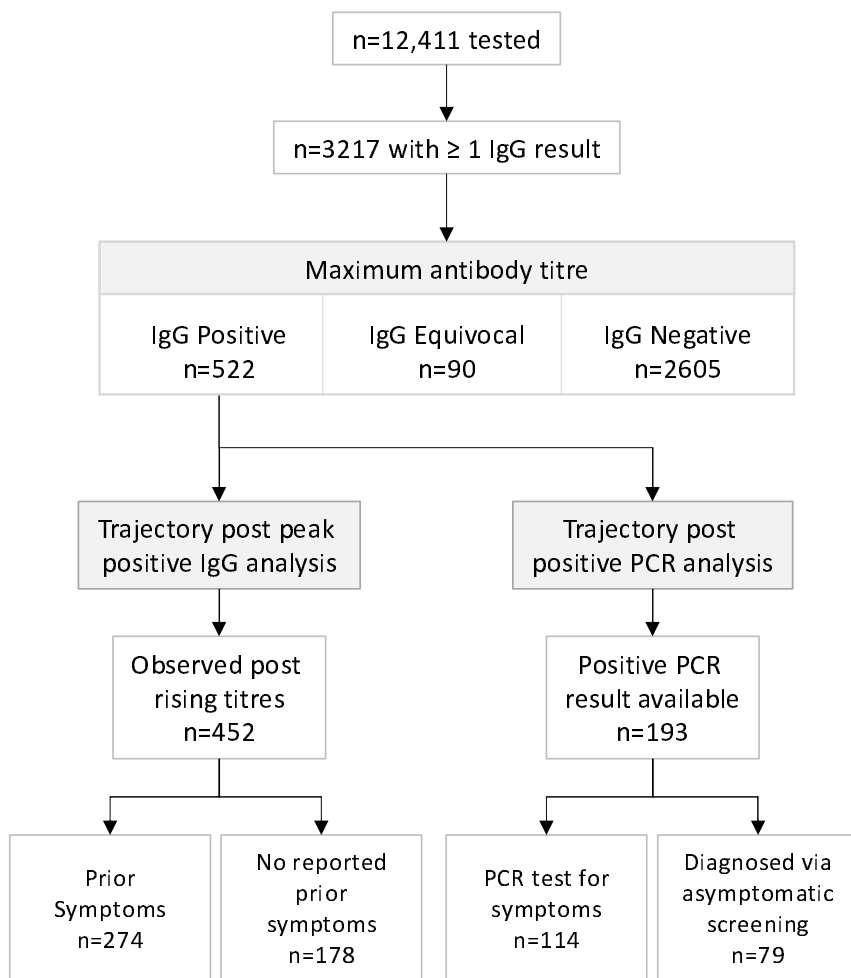 n=12,411 tested
n=3217 with ≥ 1 IgG result
Maximum antibody titre
IgG Positive
n=522
IgG Equivocal
n=90
IgG Negative
n=2605
Trajectory post peak
positive IgG analysis
Trajectory post
positive PCR analysis
Observed post
rising titres
n=452
Positive PCR
result available
n=193
Prior
Symptoms
n=274
No reported
prior
symptoms
n=178
PCR test for
symptoms
n=114
Diagnosed via
asymptomatic
screening
n=79